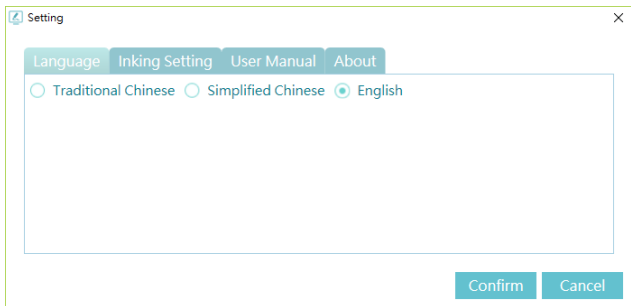 Setting
Language Inking Setting User Manual About
Traditional Chinese Simplified Chinese English
Confirm Cancel